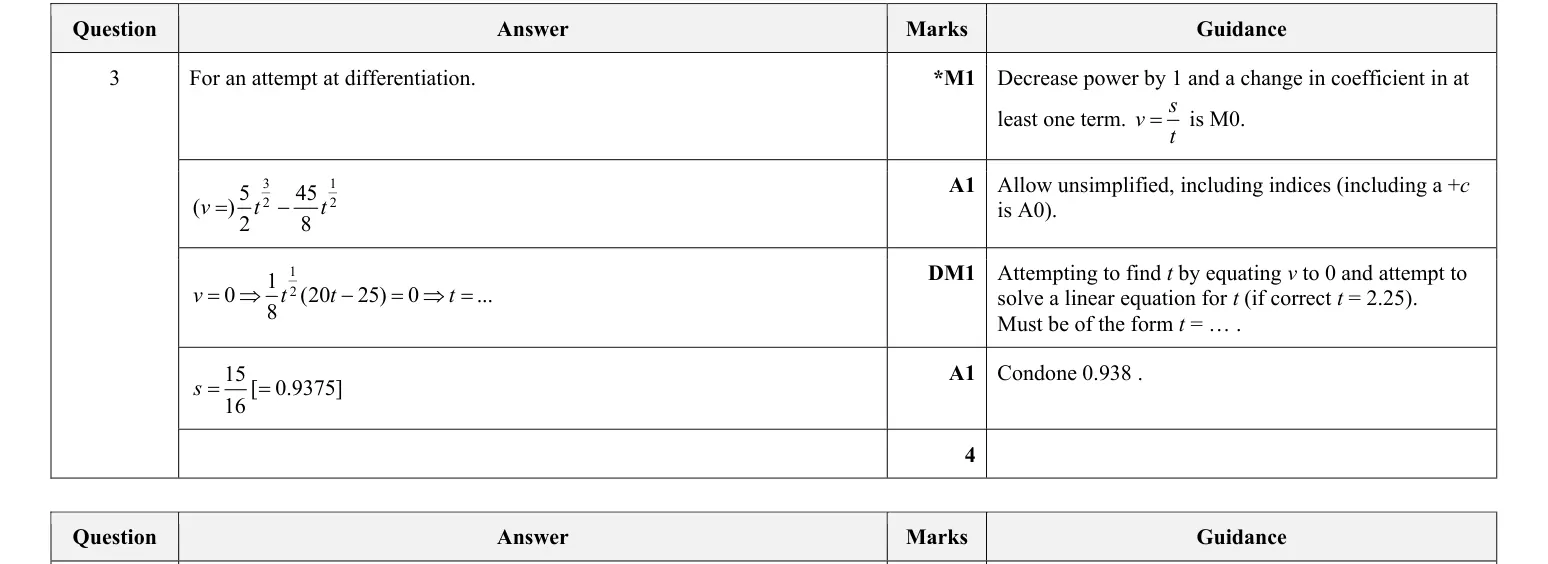 Question Answer Marks Guidance
3 For an attempt at differentiation. *M1 Decrease power by 1 and a change in coefficient in at
least one term. v = s/t is M0.
(v =) 5/2 t^(3/2) − 45/8 t^(1/2) A1 Allow unsimplified, including indices (including a +c
is A0).
v = 0 ⇒ 1/8 t^(1/2) (20t − 25) = 0 ⇒ t = ... DM1 Attempting to find t by equating v to 0 and attempt to
solve a linear equation for t (if correct t = 2.25).
Must be of the form t = … .
s = 15/16 [= 0.9375] A1 Condone 0.938 .
4
Question Answer Marks Guidance